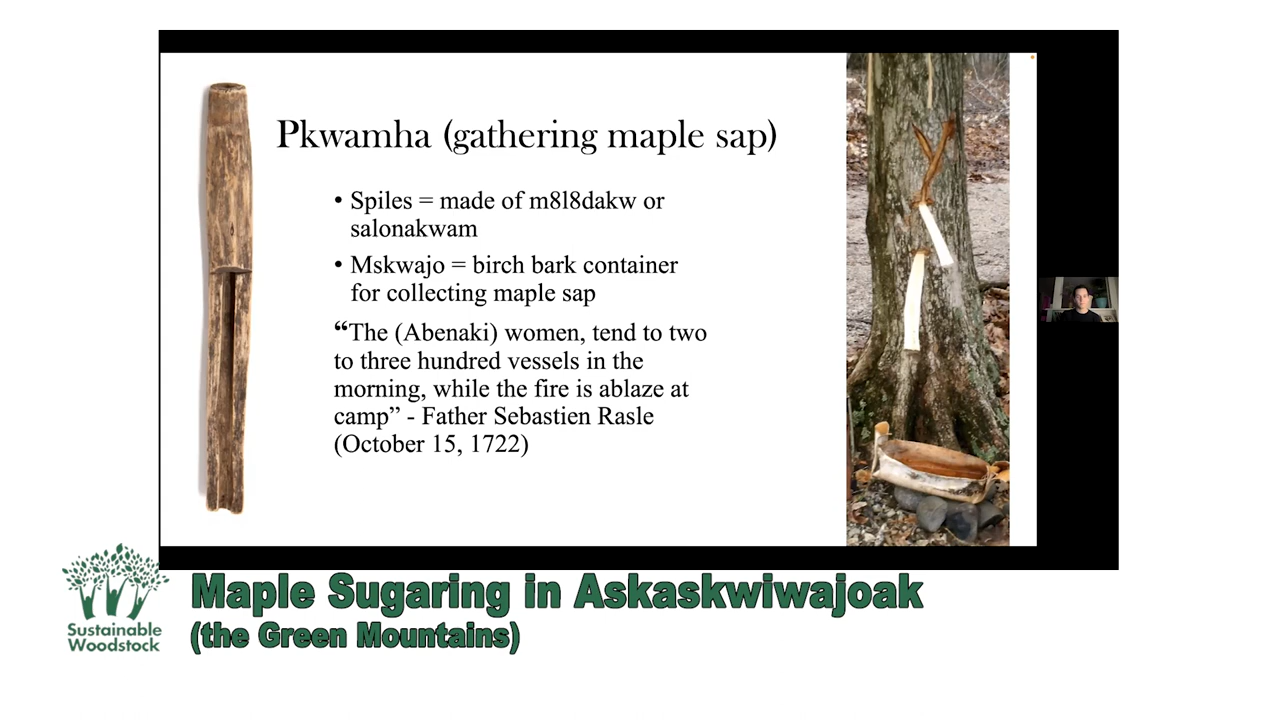 Pkwamha (gathering maple sap)
• Spiles = made of m8l8dakw or
salonakwam
• Mskwajo = birch bark container
for collecting maple sap
“The (Abenaki) women, tend to two
to three hundred vessels in the
morning, while the fire is ablaze at
camp” - Father Sebastien Rasle
(October 15, 1722)
Sustainable
Woodstock
Maple Sugaring in Askaskwiwajoak
(the Green Mountains)